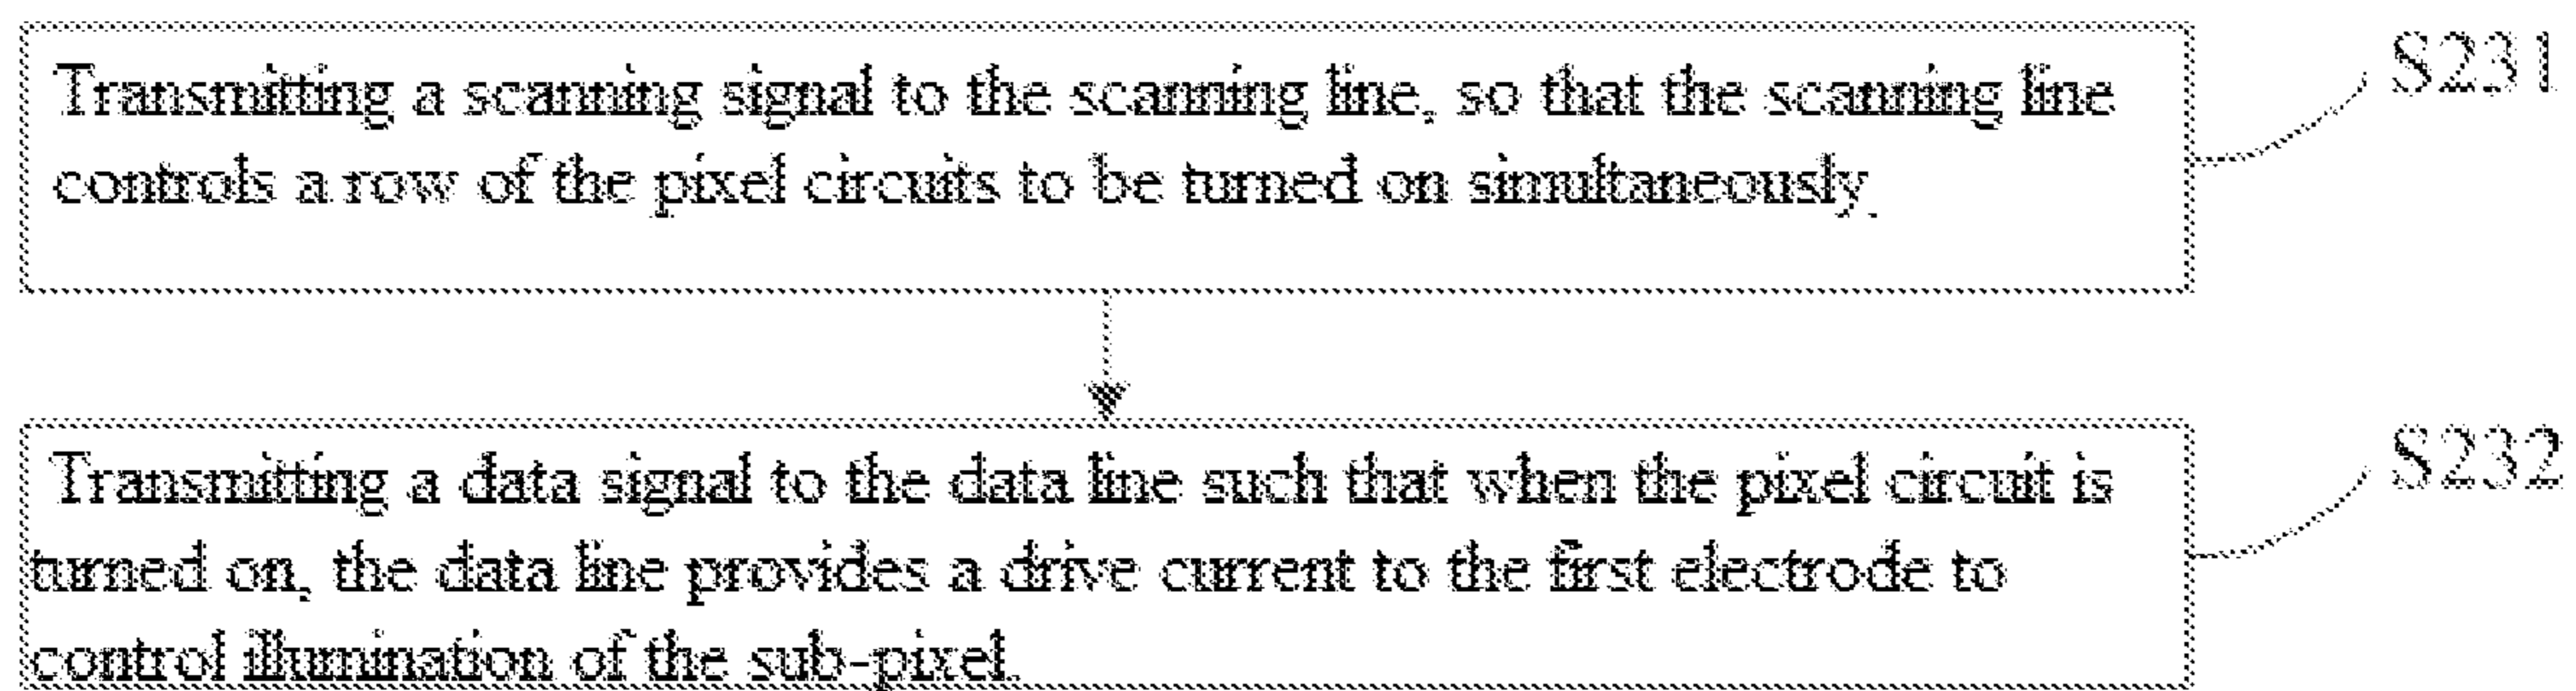 Transmitting a scanning signal to the scanning line, so that the scanning line
controls a row of the pixel circuits to be turned on simultaneously.
S231
Transmitting a data signal to the data line such that when the pixel circuit is
turned on, the data line provides a drive current to the first electrode to
control illumination of the sub-pixel.
S232